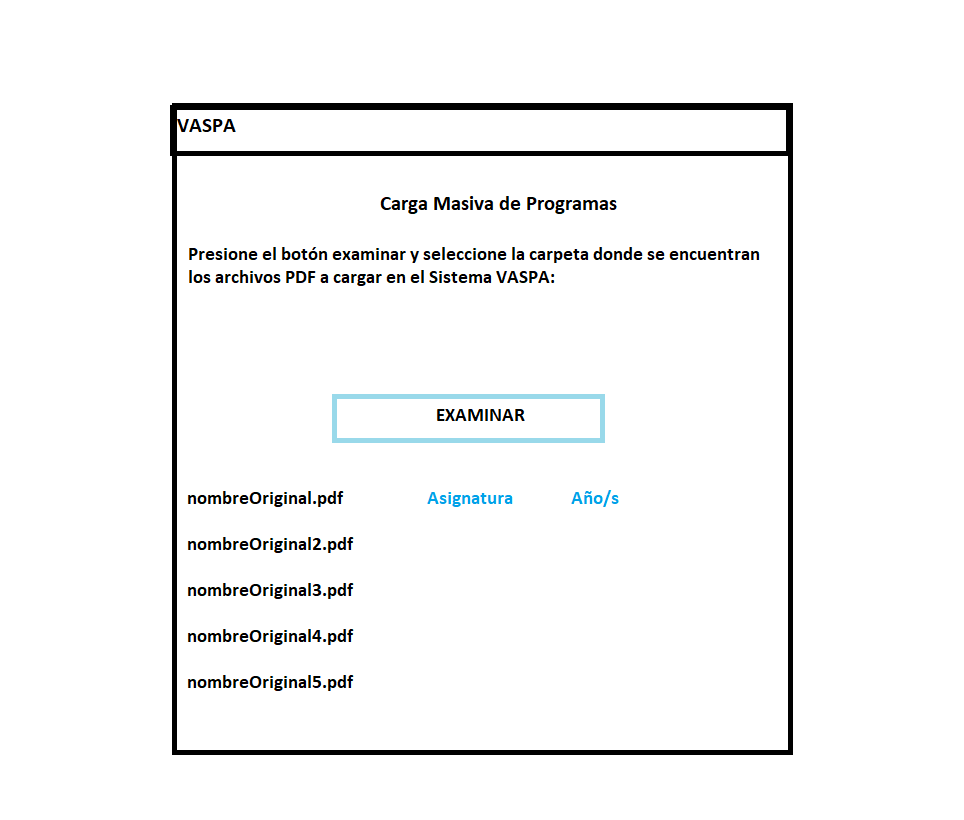 VASPA
Carga Masiva de Programas
Presione el botón examinar y seleccione la carpeta donde se encuentran
los archivos PDF a cargar en el Sistema VASPA:
EXAMINAR
nombreOriginal.pdf Asignatura Año/s
nombreOriginal2.pdf
nombreOriginal3.pdf
nombreOriginal4.pdf
nombreOriginal5.pdf